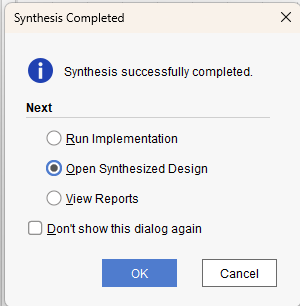 Synthesis Completed
Synthesis successfully completed.
Next
Run Implementation
Open Synthesized Design
View Reports
Don't show this dialog again
OK
Cancel